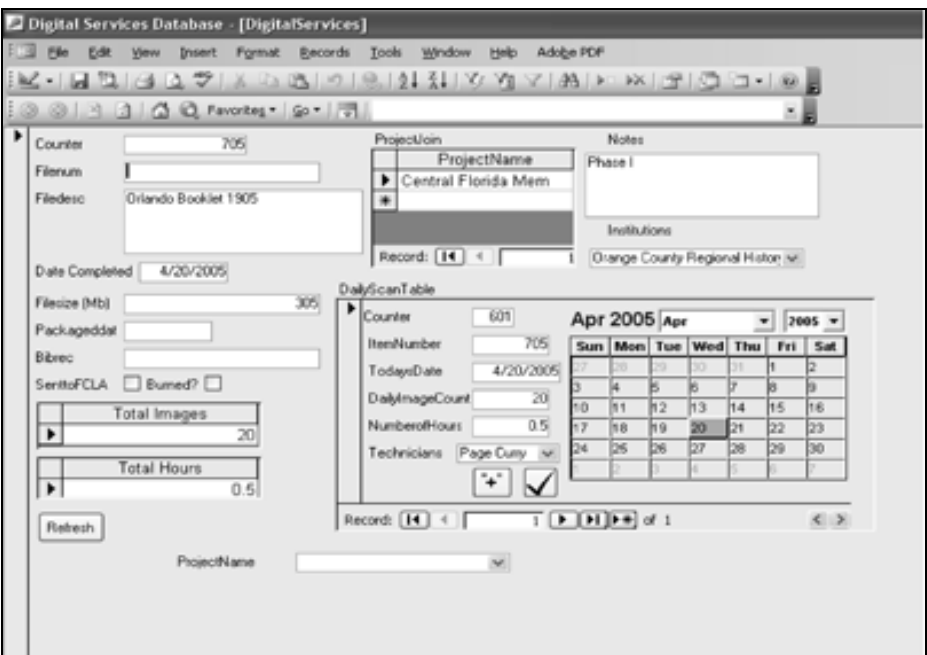 Digital Services Database - [DigitalServices]
File Edit View Insert Format Records Tools Window Help Adobe PDF
Favorites Go
Counter 705
Filenum
Filedesc Orlando Booklet 1905
Date Completed 4/20/2005
Filesize (Mb) 305
Packageddat
Bibrec
SenttoFCLA Burned?
Total Images
20
Total Hours
0.5
Refresh
ProjectName
ProjectJoin
ProjectName
Central Florida Mem
Record: 1
Notes
Phase I
Institutions
Orange County Regional Histor
DailyScanTable
Counter 601
ItemNumber 705
TodaysDate 4/20/2005
DailyImageCount 20
NumberofHours 0.5
Technicians Page Curry
"+"
Record: 1 of 1
Apr 2005 Apr 2005
Sun Mon Tue Wed Thu Fri Sat
27 28 29 30 31 1 2
3 4 5 6 7 8 9
10 11 12 13 14 15 16
17 18 19 20 21 22 23
24 25 26 27 28 29 30
1 2 3 4 5 6 7